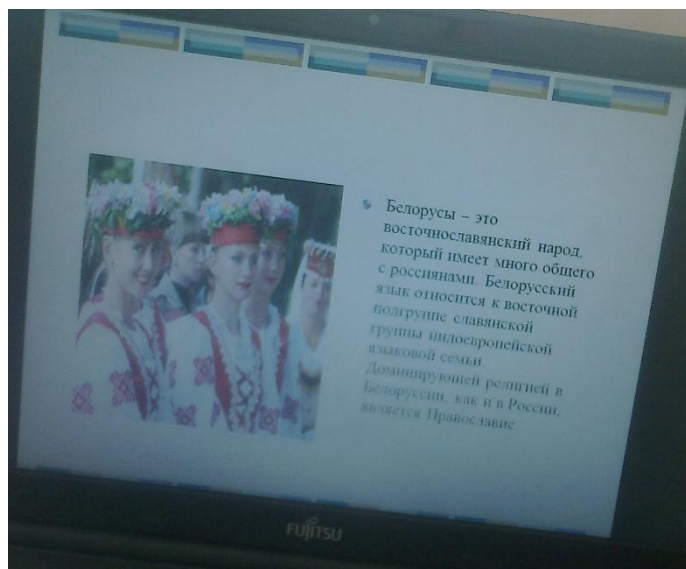 Белорусы – это
восточнославянский народ,
который имеет много общего
с россиянами. Белорусский
язык относится к восточной
подгруппе славянской
группы индоевропейской
языковой семьи.
Доминирующей религией в
Белоруссии, как и в России,
является Православие.
FUJITSU